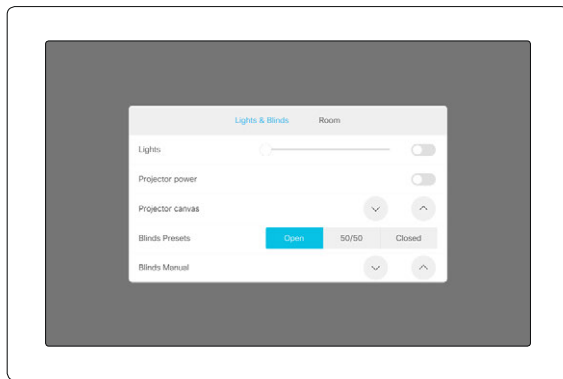 Lights & Blinds Room
Lights
Projector power
Projector canvas
Blinds Presets Open 50/50 Closed
Blinds Manual